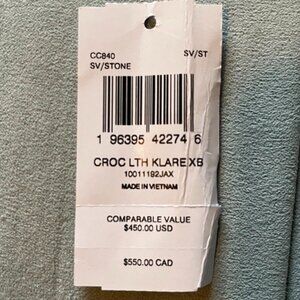 CC840 SV/ST
SV/STONE
1 96395 42274 6
CROC LTH KLARE XB
10011192JAX
MADE IN VIETNAM
COMPARABLE VALUE
$450.00 USD
$550.00 CAD